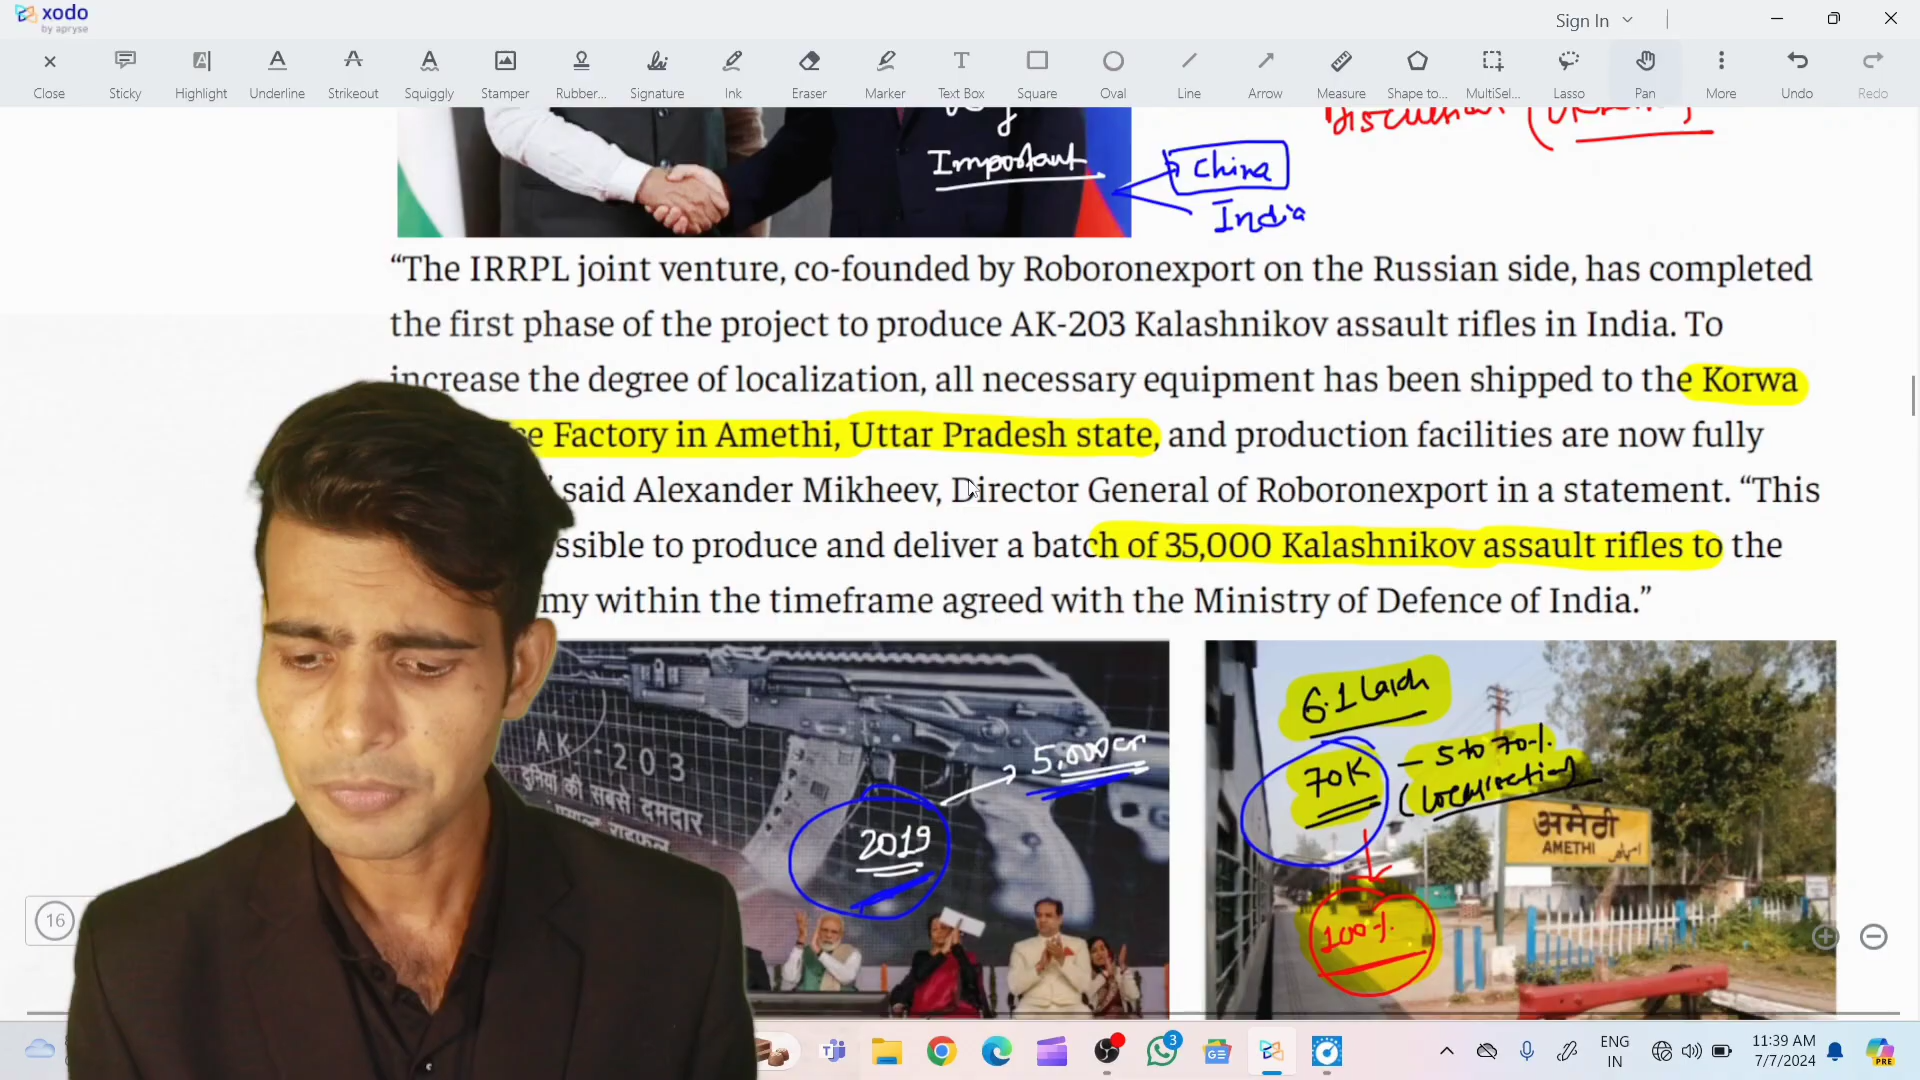 xodo
by apryse
Sign In
Close
Sticky
Highlight
Underline
Strikeout
Squiggly
Stamper
Rubber...
Signature
Ink
Eraser
Marker
Text Box
Square
Oval
Line
Arrow
Measure
Shape to...
MultiSel...
Lasso
Pan
More
Undo
Redo
Important
China
India
“The IRRPL joint venture, co-founded by Roboronexport on the Russian side, has completed
the first phase of the project to produce AK-203 Kalashnikov assault rifles in India. To
increase the degree of localization, all necessary equipment has been shipped to the Korwa
Factory in Amethi, Uttar Pradesh state, and production facilities are now fully
said Alexander Mikheev, Director General of Roboronexport in a statement. “This
to produce and deliver a batch of 35,000 Kalashnikov assault rifles to the
within the timeframe agreed with the Ministry of Defence of India.”
AK-203
दुनियां की सबसे दमदार
5,000 cr
2019
6.1 Lakh
70K
– 5 to 70%
100%
अमेठी
AMETHI
16
3
ENG
IN
11:39 AM
7/7/2024
PRE